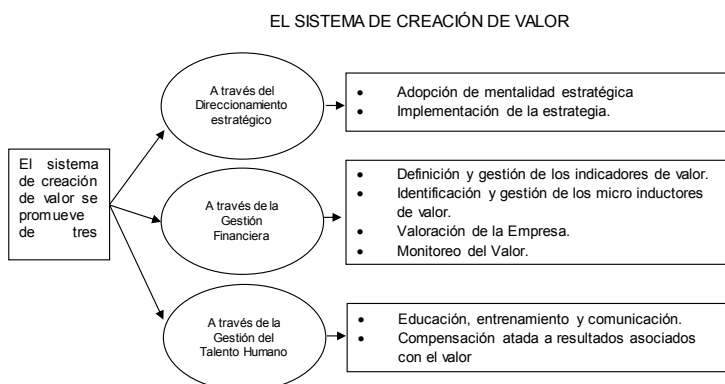 EL SISTEMA DE CREACIÓN DE VALOR
El sistema
de creación
de valor se
promueve
de tres
A través del
Direccionamiento
estratégico
• Adopción de mentalidad estratégica
• Implementación de la estrategia.
A través de la
Gestión
Financiera
• Definición y gestión de los indicadores de valor.
• Identificación y gestión de los micro inductores
de valor.
• Valoración de la Empresa.
• Monitoreo del Valor.
A través de la
Gestión del
Talento Humano
• Educación, entrenamiento y comunicación.
• Compensación atada a resultados asociados
con el valor